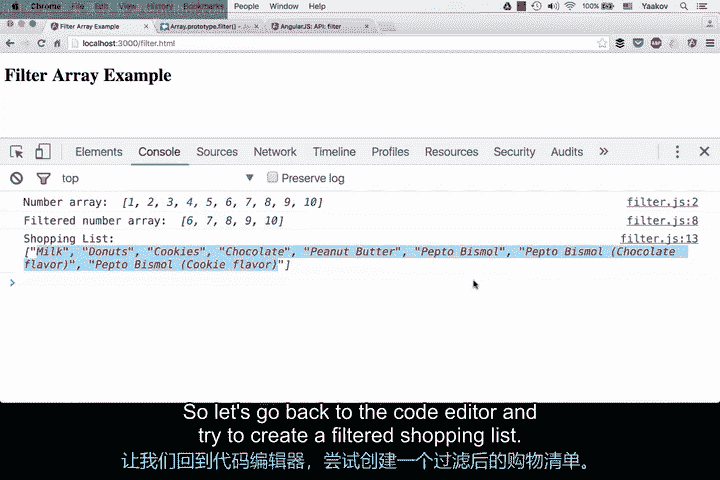 Chrome File Edit View History Bookmarks People Window Help 100% Yaakov
Filter Array Example
Array.prototype.filter() -
AngularJS: API: filter
localhost:3000/filter.html
Filter Array Example
Elements Console Sources Network Timeline Profiles Resources Security Audits
top Preserve log
Number array: [1, 2, 3, 4, 5, 6, 7, 8, 9, 10] filter.js:2
Filtered number array: [6, 7, 8, 9, 10] filter.js:8
Shopping List: filter.js:13
["Milk", "Donuts", "Cookies", "Chocolate", "Peanut Butter", "Pepto Bismol", "Pepto Bismol (Chocolate
flavor)", "Pepto Bismol (Cookie flavor)"]
So let's go back to the code editor and
try to create a filtered shopping list.
让我们回到代码编辑器，尝试创建一个过滤后的购物清单。